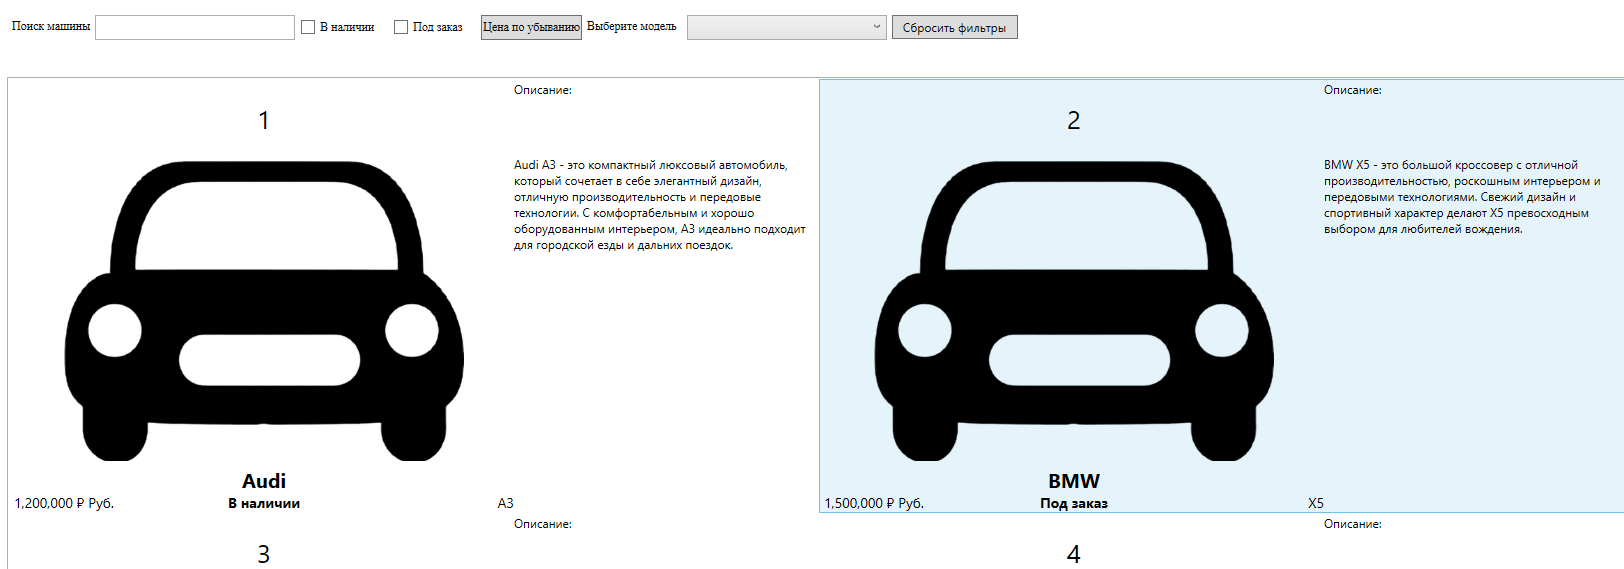 Поиск машины
В наличии
Под заказ
Цена по убыванию
Выберите модель
Сбросить фильтры
Описание:
1
Audi A3 - это компактный люксовый автомобиль,
который сочетает в себе элегантный дизайн,
отличную производительность и передовые
технологии. С комфортабельным и хорошо
оборудованным интерьером, A3 идеально подходит
для городской езды и дальних поездок.
Audi
1,200,000 ₽ Руб.
В наличии
A3
Описание:
2
BMW X5 - это большой кроссовер с отличной
производительностью, роскошным интерьером и
передовыми технологиями. Свежий дизайн и
спортивный характер делают X5 превосходным
выбором для любителей вождения.
BMW
1,500,000 ₽ Руб.
Под заказ
X5
Описание:
3
Описание:
4